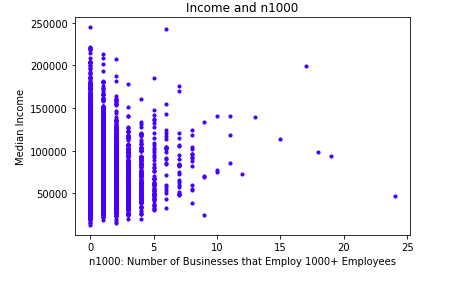 Income and n1000
250000
200000
150000
100000
50000
Median Income
0 5 10 15 20 25
n1000: Number of Businesses that Employ 1000+ Employees